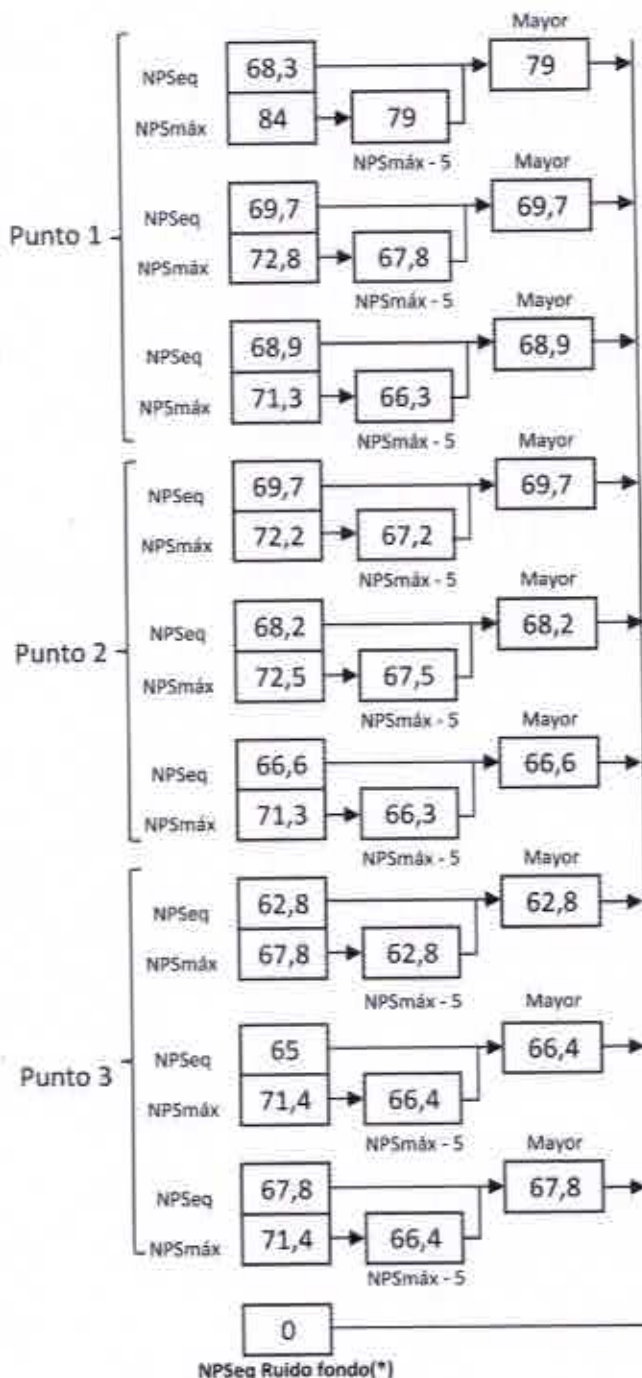 Mayor
NPSeq 68,3 79
NPSmáx 84 79
NPSmáx - 5
Mayor
Punto 1
NPSeq 69,7 69,7
NPSmáx 72,8 67,8
NPSmáx - 5
Mayor
NPSeq 68,9 68,9
NPSmáx 71,3 66,3
NPSmáx - 5
Mayor
NPSeq 69,7 69,7
NPSmáx 72,2 67,2
NPSmáx - 5
Mayor
Punto 2
NPSeq 68,2 68,2
NPSmáx 72,5 67,5
NPSmáx - 5
Mayor
NPSeq 66,6 66,6
NPSmáx 71,3 66,3
NPSmáx - 5
Mayor
NPSeq 62,8 62,8
NPSmáx 67,8 62,8
NPSmáx - 5
Mayor
Punto 3
NPSeq 65 66,4
NPSmáx 71,4 66,4
NPSmáx - 5
Mayor
NPSeq 67,8 67,8
NPSmáx 71,4 66,4
NPSmáx - 5
0
NPSeq Ruido fondo(*)